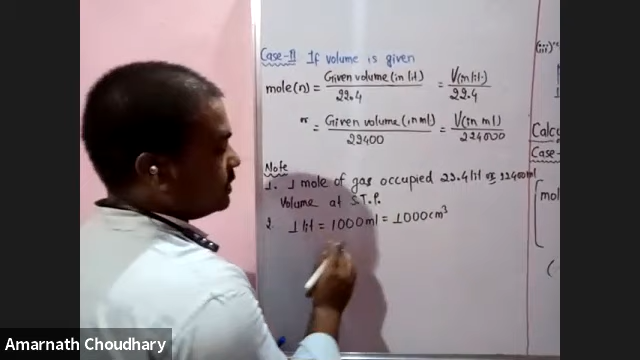 Case-II If volume is given
mole(n) = Given volume (in lit) / 22.4 = V(in lit.) / 22.4
or = Given volume (in ml) / 22400 = V(in ml) / 224000
Note
1. 1 mole of gas occupied 22.4 lit or 22400ml
Volume at S.T.P.
2. 1 lit = 1000 ml = 1000 cm³
(iii)
Calc
Case-
mol
Amarnath Choudhary